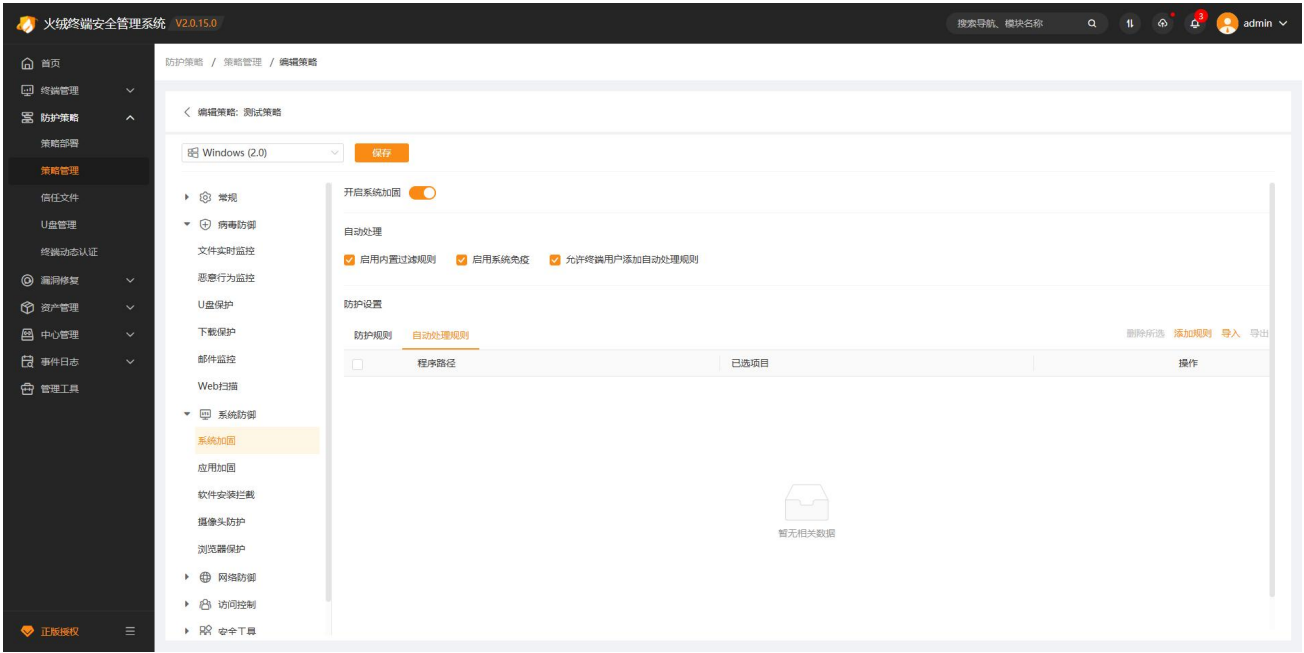 火绒终端安全管理系统 V2.0.15.0
搜索导航、模块名称
3
admin
首页
终端管理
防护策略
策略部署
策略管理
信任文件
U盘管理
终端动态认证
漏洞修复
资产管理
中心管理
事件日志
管理工具
正版授权
防护策略 / 策略管理 / 编辑策略
编辑策略: 测试策略
Windows (2.0)
保存
常规
病毒防御
文件实时监控
恶意行为监控
U盘保护
下载保护
邮件监控
Web扫描
系统防御
系统加固
应用加固
软件安装拦截
摄像头防护
浏览器保护
网络防御
访问控制
安全工具
开启系统加固
自动处理
启用内置过滤规则 启用系统免疫 允许终端用户添加自动处理规则
防护设置
防护规则 自动处理规则 删除所选 添加规则 导入 导出
程序路径 已选项目 操作
暂无相关数据